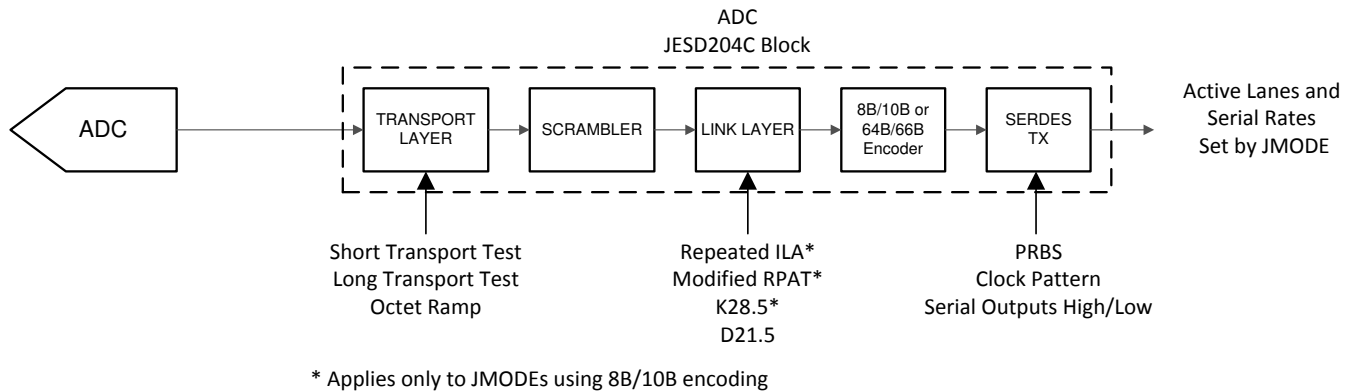 ADC
JESD204C Block
ADC
TRANSPORT
LAYER
SCRAMBLER
LINK LAYER
8B/10B or
64B/66B
Encoder
SERDES
TX
Active Lanes and
Serial Rates
Set by JMODE
Short Transport Test
Long Transport Test
Octet Ramp
Repeated ILA*
Modified RPAT*
K28.5*
D21.5
PRBS
Clock Pattern
Serial Outputs High/Low
* Applies only to JMODEs using 8B/10B encoding